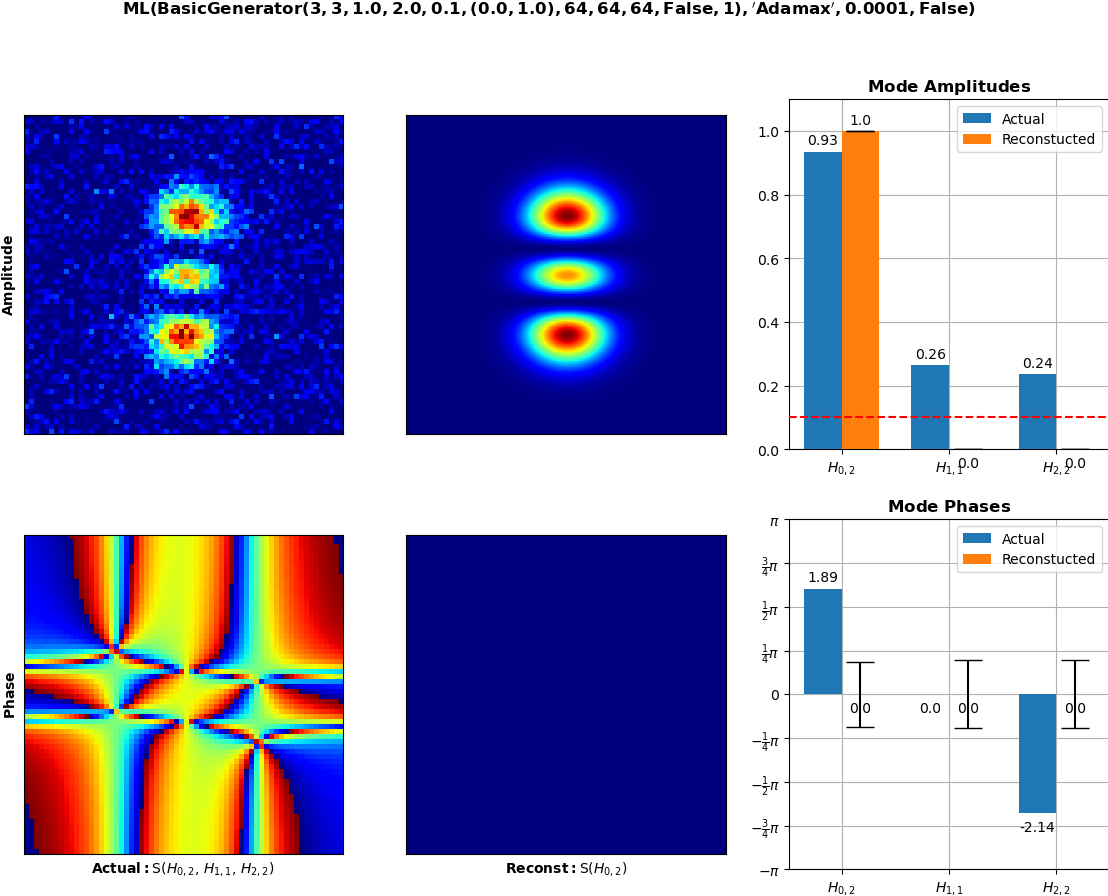 ML(BasicGenerator(3, 3, 1.0, 2.0, 0.1, (0.0, 1.0), 64, 64, 64, False, 1), ′Adamax′, 0.0001, False)
Amplitude
Mode Amplitudes
Actual
Reconstucted
1.0
0.8
0.6
0.4
0.2
0.0
0.93
1.0
0.26
0.0
0.24
0.0
H₀,₂
H₁,₁
H₂,₂
Phase
Actual: S(H₀,₂, H₁,₁, H₂,₂)
Reconst: S(H₀,₂)
Mode Phases
Actual
Reconstucted
π
3/4π
1/2π
1/4π
0
−1/4π
−1/2π
−3/4π
−π
1.89
0.0
0.0
0.0
-2.14
0.0
H₀,₂
H₁,₁
H₂,₂